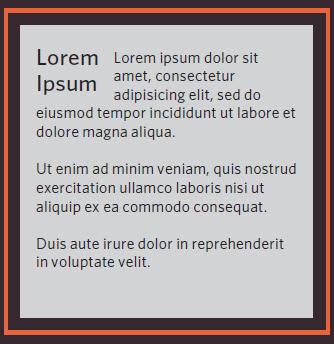 Lorem
Ipsum
Lorem ipsum dolor sit
amet, consectetur
adipisicing elit, sed do
eiusmod tempor incididunt ut labore et
dolore magna aliqua.
Ut enim ad minim veniam, quis nostrud
exercitation ullamco laboris nisi ut
aliquip ex ea commodo consequat.
Duis aute irure dolor in reprehenderit
in voluptate velit.